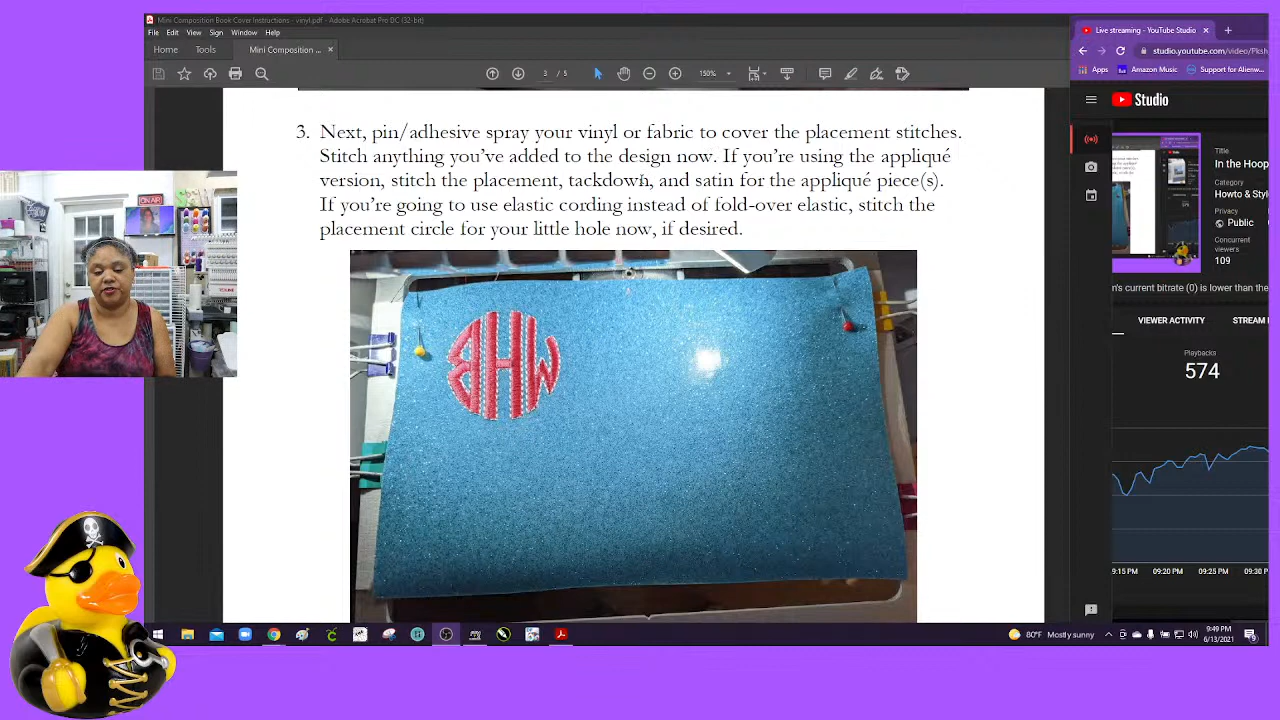 Mini Composition Book Cover Instructions - vinyl.pdf - Adobe Acrobat Pro DC (32-bit)
File Edit View Sign Window Help
Home Tools Mini Composition ... ×
3 / 5 150%
3. Next, pin/adhesive spray your vinyl or fabric to cover the placement stitches.
Stitch anything you've added to the design now. If you're using the appliqué
version, stitch the placement, tackdown, and satin for the appliqué piece(s).
If you're going to use elastic cording instead of fold-over elastic, stitch the
placement circle for your little hole now, if desired.
BHW
ON AIR
Live streaming - YouTube Studio ×
studio.youtube.com/video/Pksh
Apps Amazon Music Support for Alienw...
Studio
Title
In the Hoop
Category
Howto & Style
Privacy
Public
Concurrent
viewers
109
m's current bitrate (0) is lower than the
VIEWER ACTIVITY STREAM
Playbacks
574
9:15 PM 09:20 PM 09:25 PM 09:30
80°F Mostly sunny
9:49 PM
6/13/2021